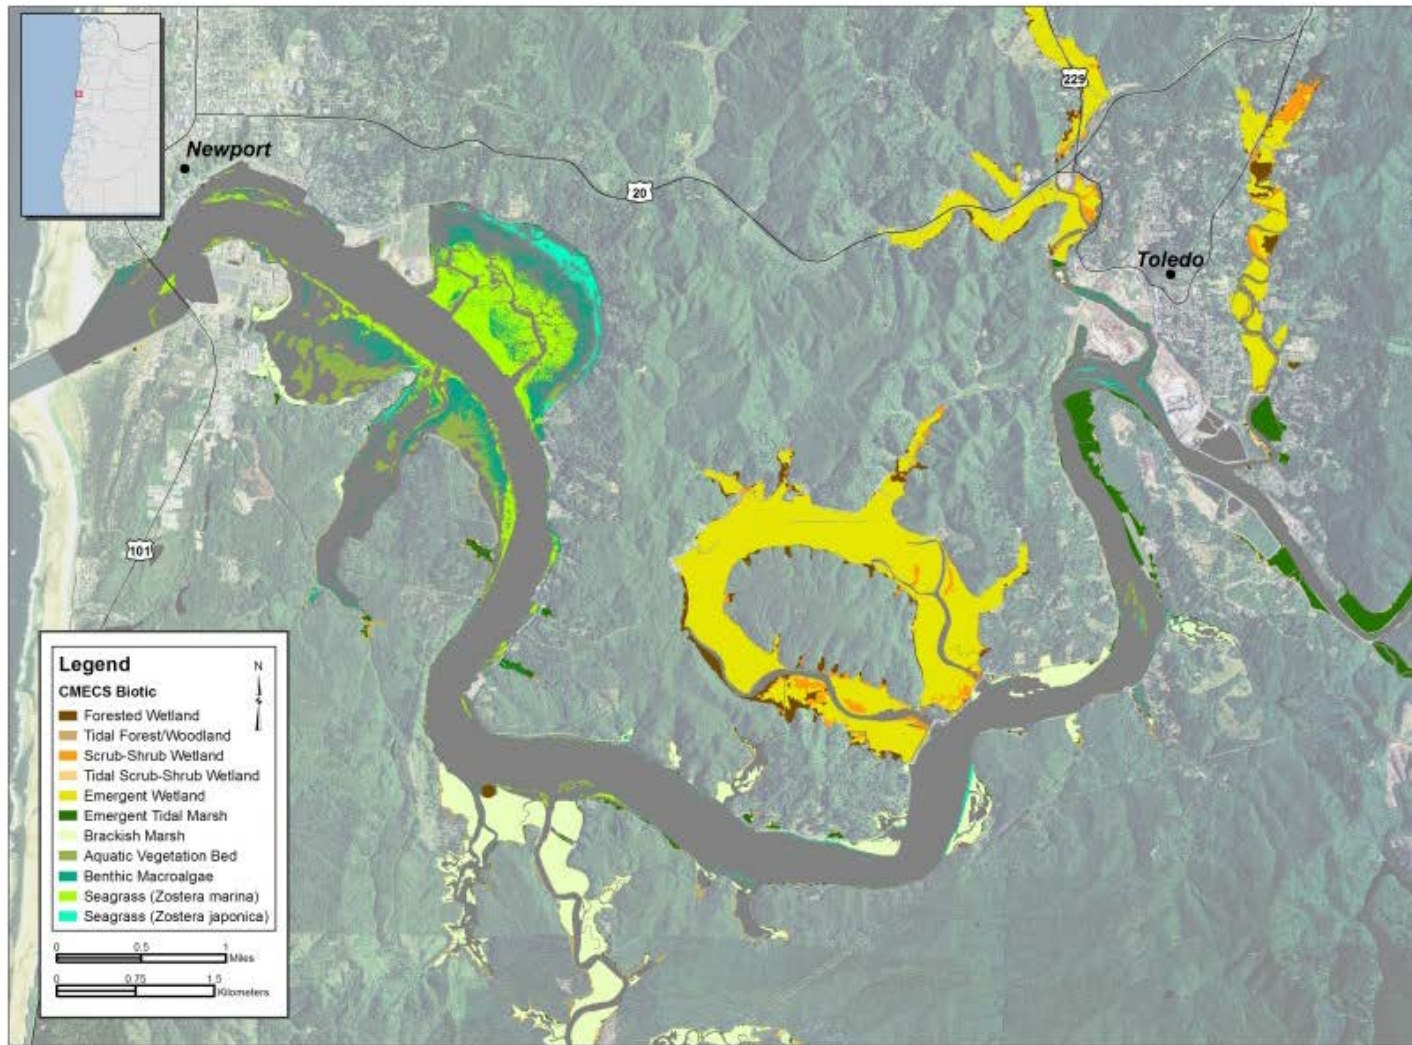 Newport
229
20
Toledo
101
Legend
N
CMECS Biotic
Forested Wetland
Tidal Forest/Woodland
Scrub-Shrub Wetland
Tidal Scrub-Shrub Wetland
Emergent Wetland
Emergent Tidal Marsh
Brackish Marsh
Aquatic Vegetation Bed
Benthic Macroalgae
Seagrass (Zostera marina)
Seagrass (Zostera japonica)
0 0.5 1
Miles
0 0.75 1.5
Kilometers